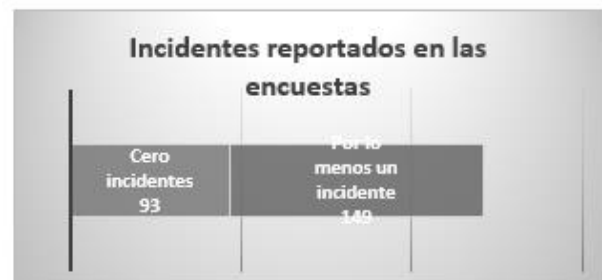 Incidentes reportados en las
encuestas
Cero
incidentes
93
Por lo
menos un
incidente
149